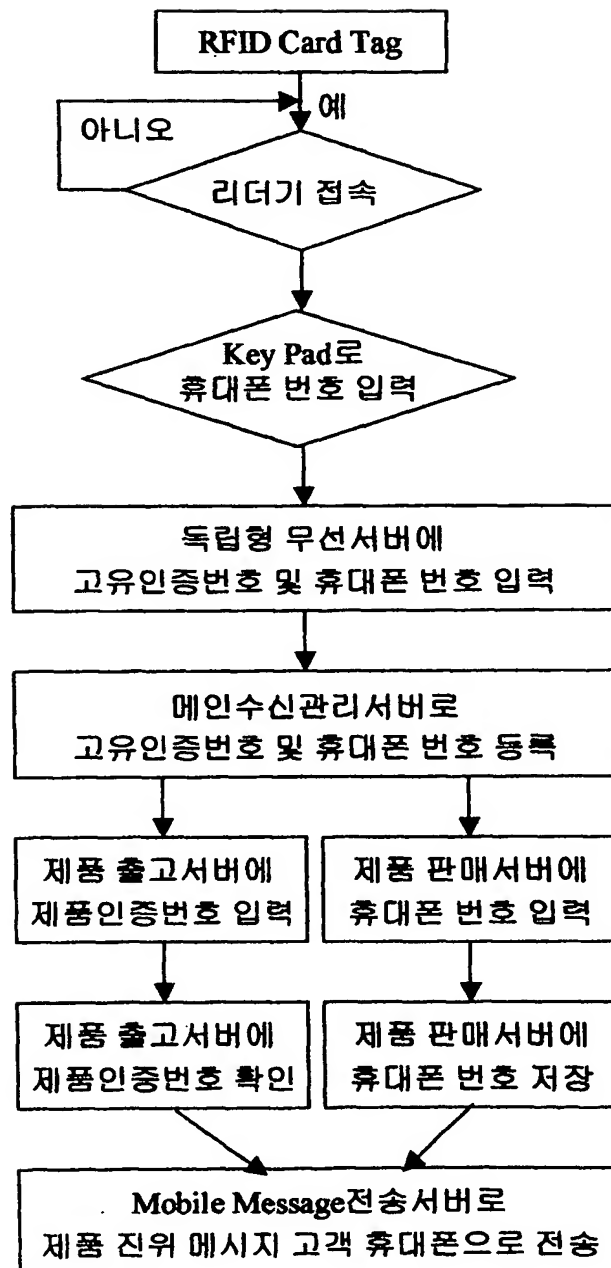 RFID Card Tag
예
아니오
리더기 접속
Key Pad로
휴대폰 번호 입력
독립형 무선서버에
고유인증번호 및 휴대폰 번호 입력
메인수신관리서버로
고유인증번호 및 휴대폰 번호 등록
제품 출고서버에
제품인증번호 입력
제품 판매서버에
휴대폰 번호 입력
제품 출고서버에
제품인증번호 확인
제품 판매서버에
휴대폰 번호 저장
Mobile Message전송서버로
제품 진위 메시지 고객 휴대폰으로 전송